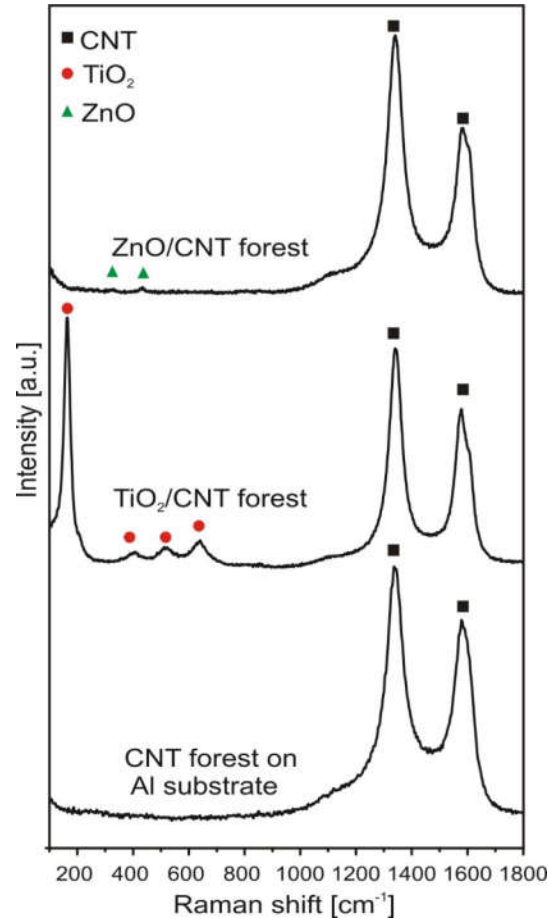 CNT
TiO₂
ZnO
ZnO/CNT forest
TiO₂/CNT forest
CNT forest on
Al substrate
Intensity [a.u.]
200 400 600 800 1000 1200 1400 1600 1800
Raman shift [cm⁻¹]